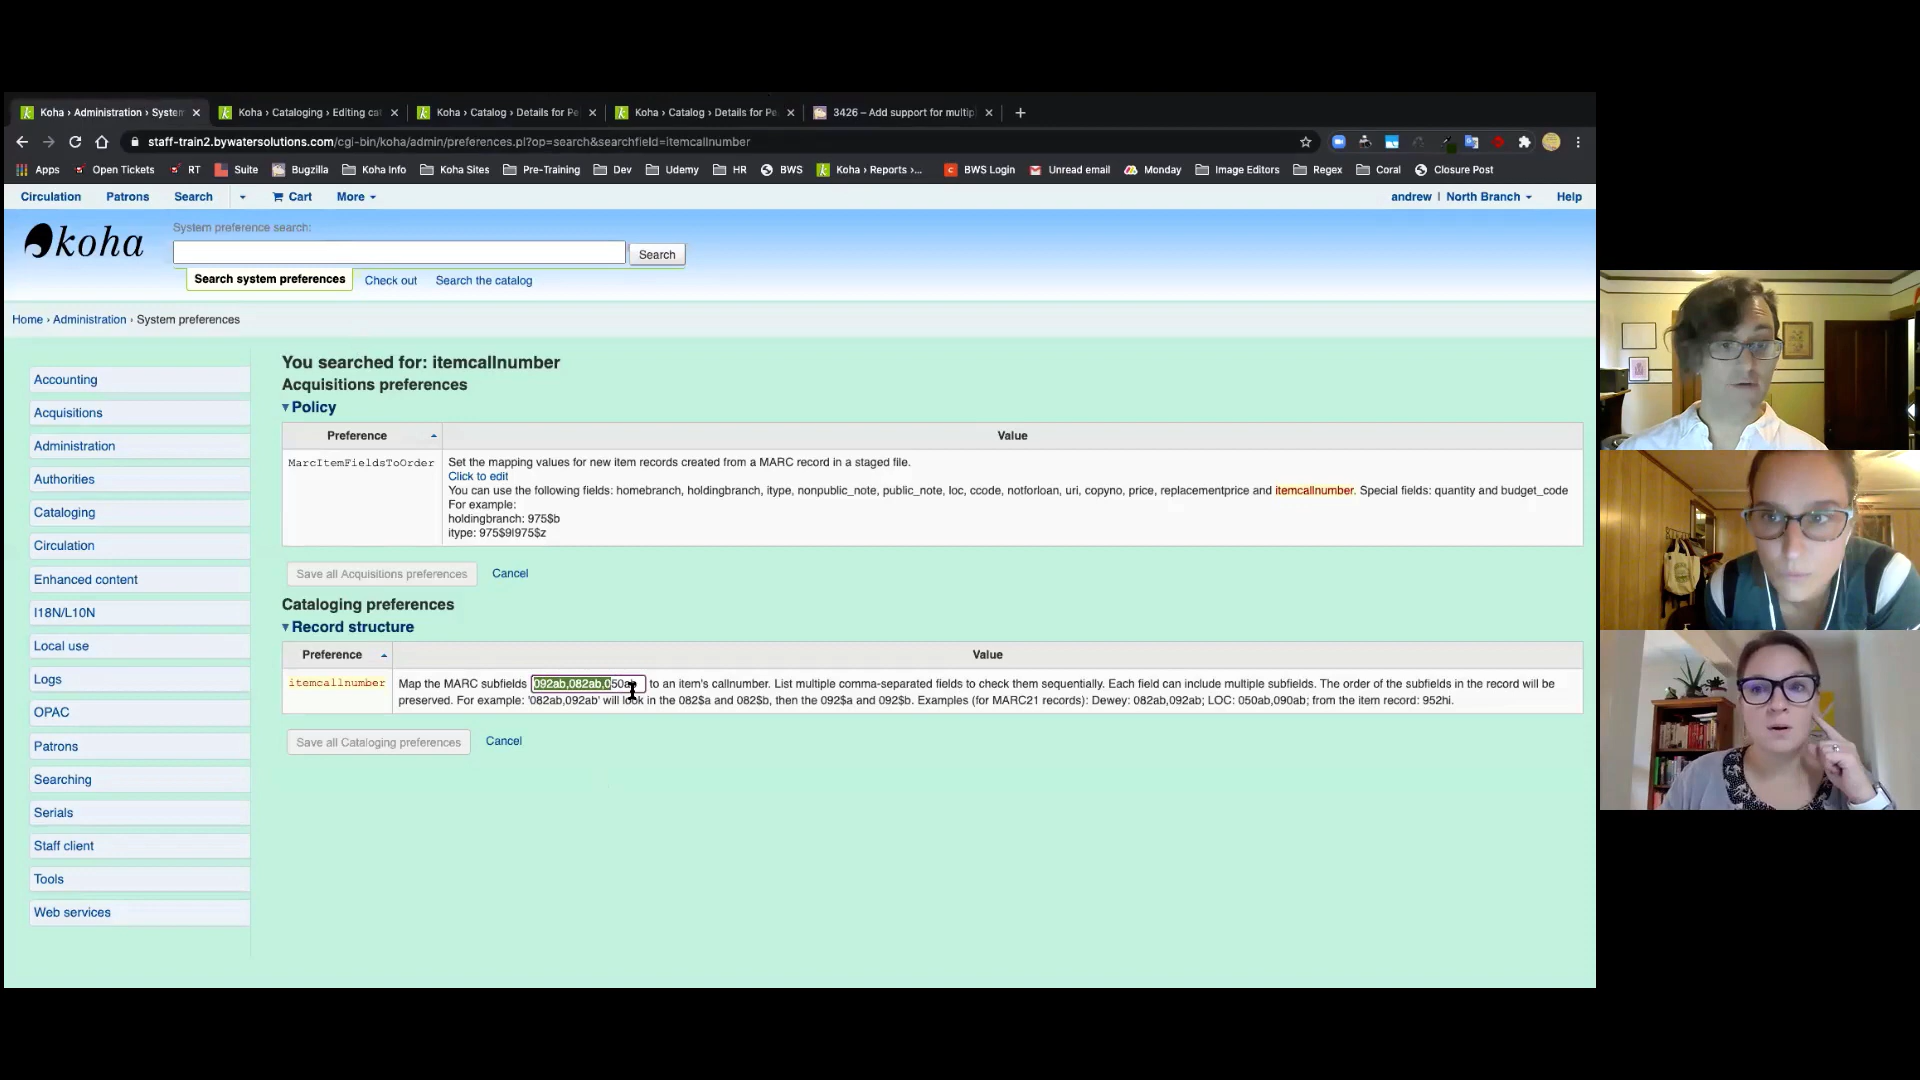 Koha › Administration › System
Koha › Cataloging › Editing cat
Koha › Catalog › Details for Pe
Koha › Catalog › Details for Pe
3426 – Add support for multip
staff-train2.bywatersolutions.com/cgi-bin/koha/admin/preferences.pl?op=search&searchfield=itemcallnumber
Apps
Open Tickets
RT
Suite
Bugzilla
Koha Info
Koha Sites
Pre-Training
Dev
Udemy
HR
BWS
Koha › Reports ›...
BWS Login
Unread email
Monday
Image Editors
Regex
Coral
Closure Post
Circulation
Patrons
Search
Cart
More
andrew | North Branch
Help
koha
System preference search:
Search
Search system preferences
Check out
Search the catalog
Home › Administration › System preferences
Accounting
Acquisitions
Administration
Authorities
Cataloging
Circulation
Enhanced content
I18N/L10N
Local use
Logs
OPAC
Patrons
Searching
Serials
Staff client
Tools
Web services
You searched for: itemcallnumber
Acquisitions preferences
Policy
Preference
Value
MarcItemFieldsToOrder
Set the mapping values for new item records created from a MARC record in a staged file.
Click to edit
You can use the following fields: homebranch, holdingbranch, itype, nonpublic_note, public_note, loc, ccode, notforloan, uri, copyno, price, replacementprice and itemcallnumber. Special fields: quantity and budget_code
For example:
holdingbranch: 975$b
itype: 975$9|975$z
Save all Acquisitions preferences
Cancel
Cataloging preferences
Record structure
Preference
Value
itemcallnumber
Map the MARC subfields 092ab,082ab,050ab to an item's callnumber. List multiple comma-separated fields to check them sequentially. Each field can include multiple subfields. The order of the subfields in the record will be
preserved. For example: '082ab,092ab' will look in the 082$a and 082$b, then the 092$a and 092$b. Examples (for MARC21 records): Dewey: 082ab,092ab; LOC: 050ab,090ab; from the item record: 952hi.
Save all Cataloging preferences
Cancel